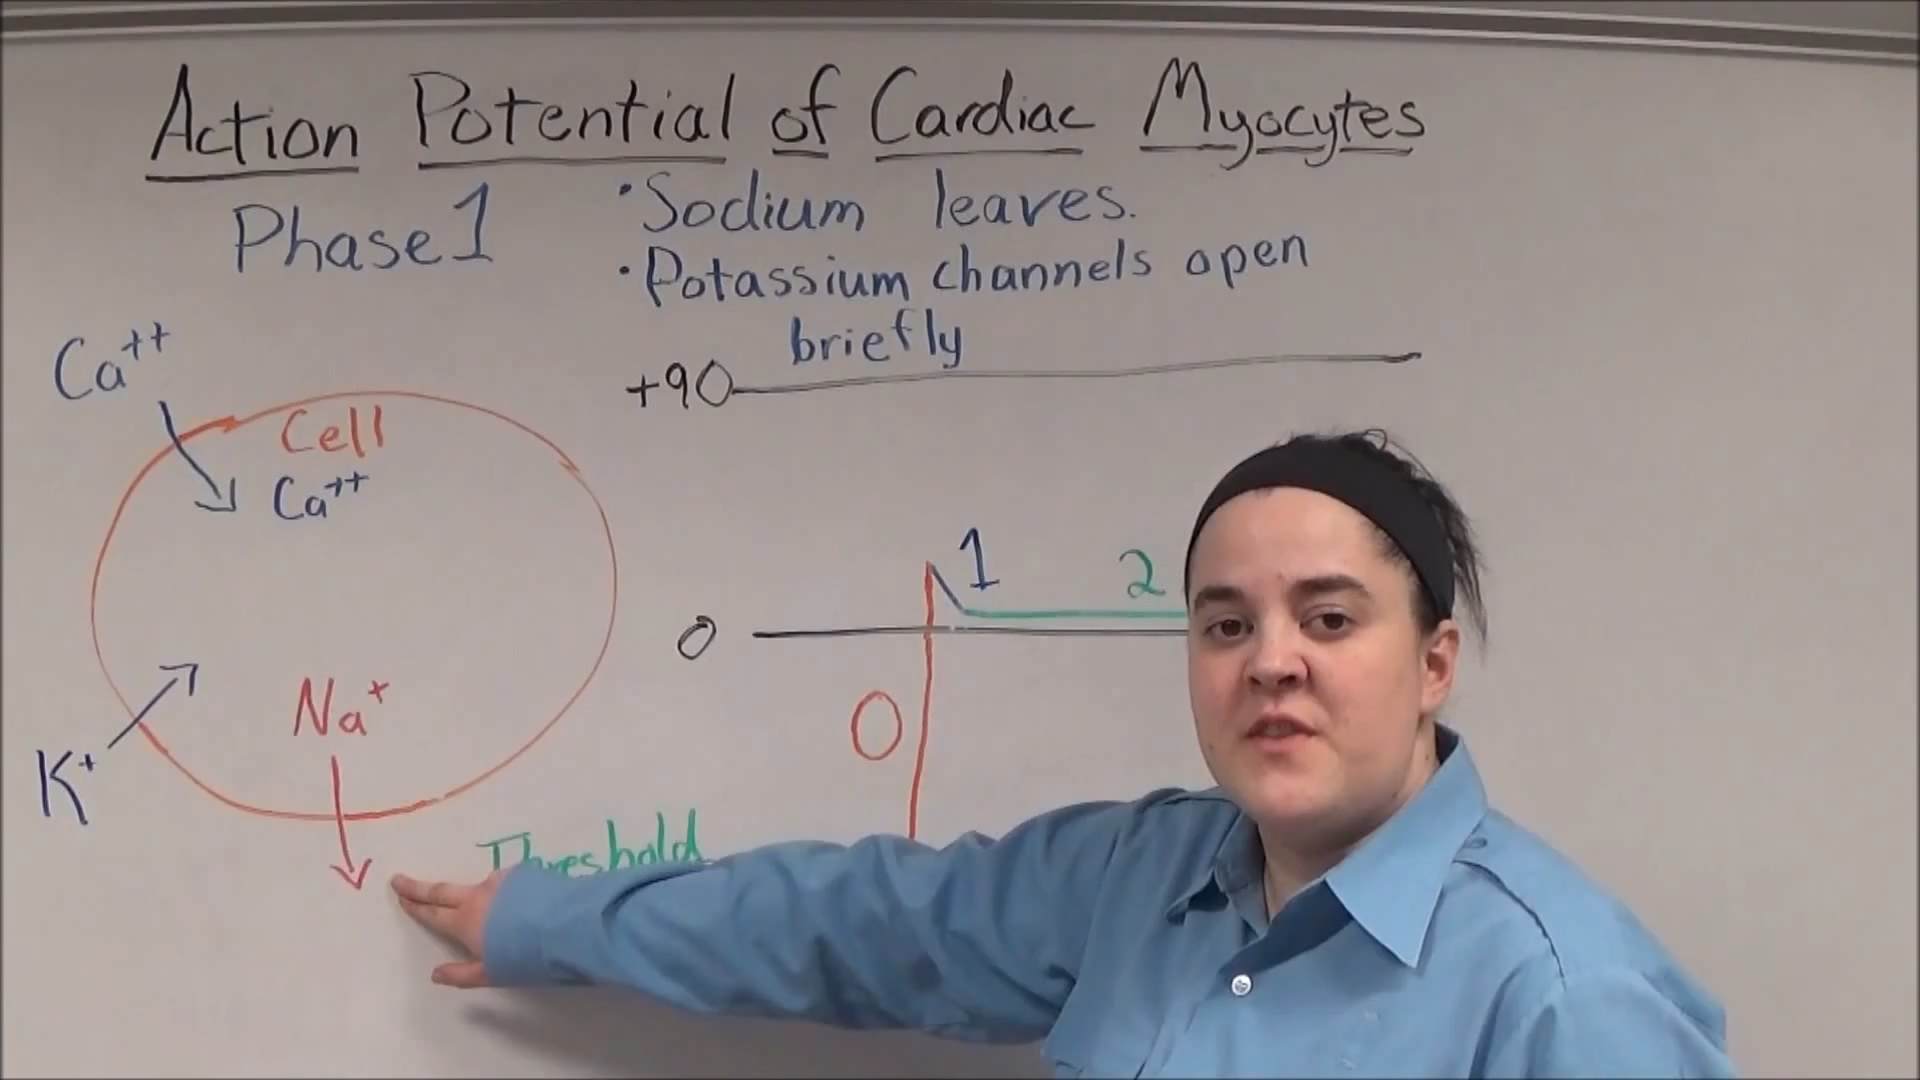 Action Potential of Cardiac Myocytes
Phase 1
• Sodium leaves.
• Potassium channels open
briefly
Ca++
+90
Cell
Ca++
1
2
0
Na+
0
K+
Threshold